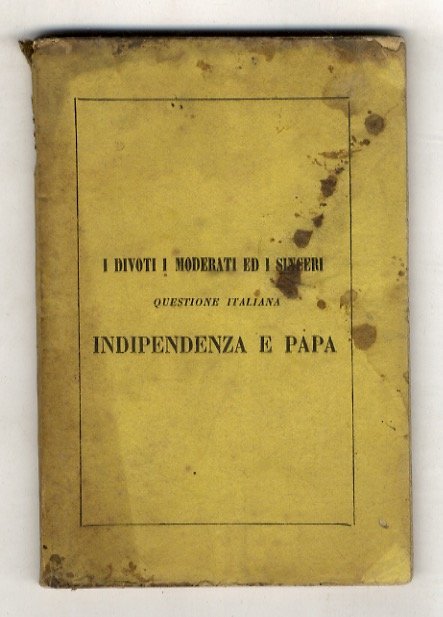 I DIVOTI I MODERATI ED I SINCERI
QUESTIONE ITALIANA
INDIPENDENZA E PAPA